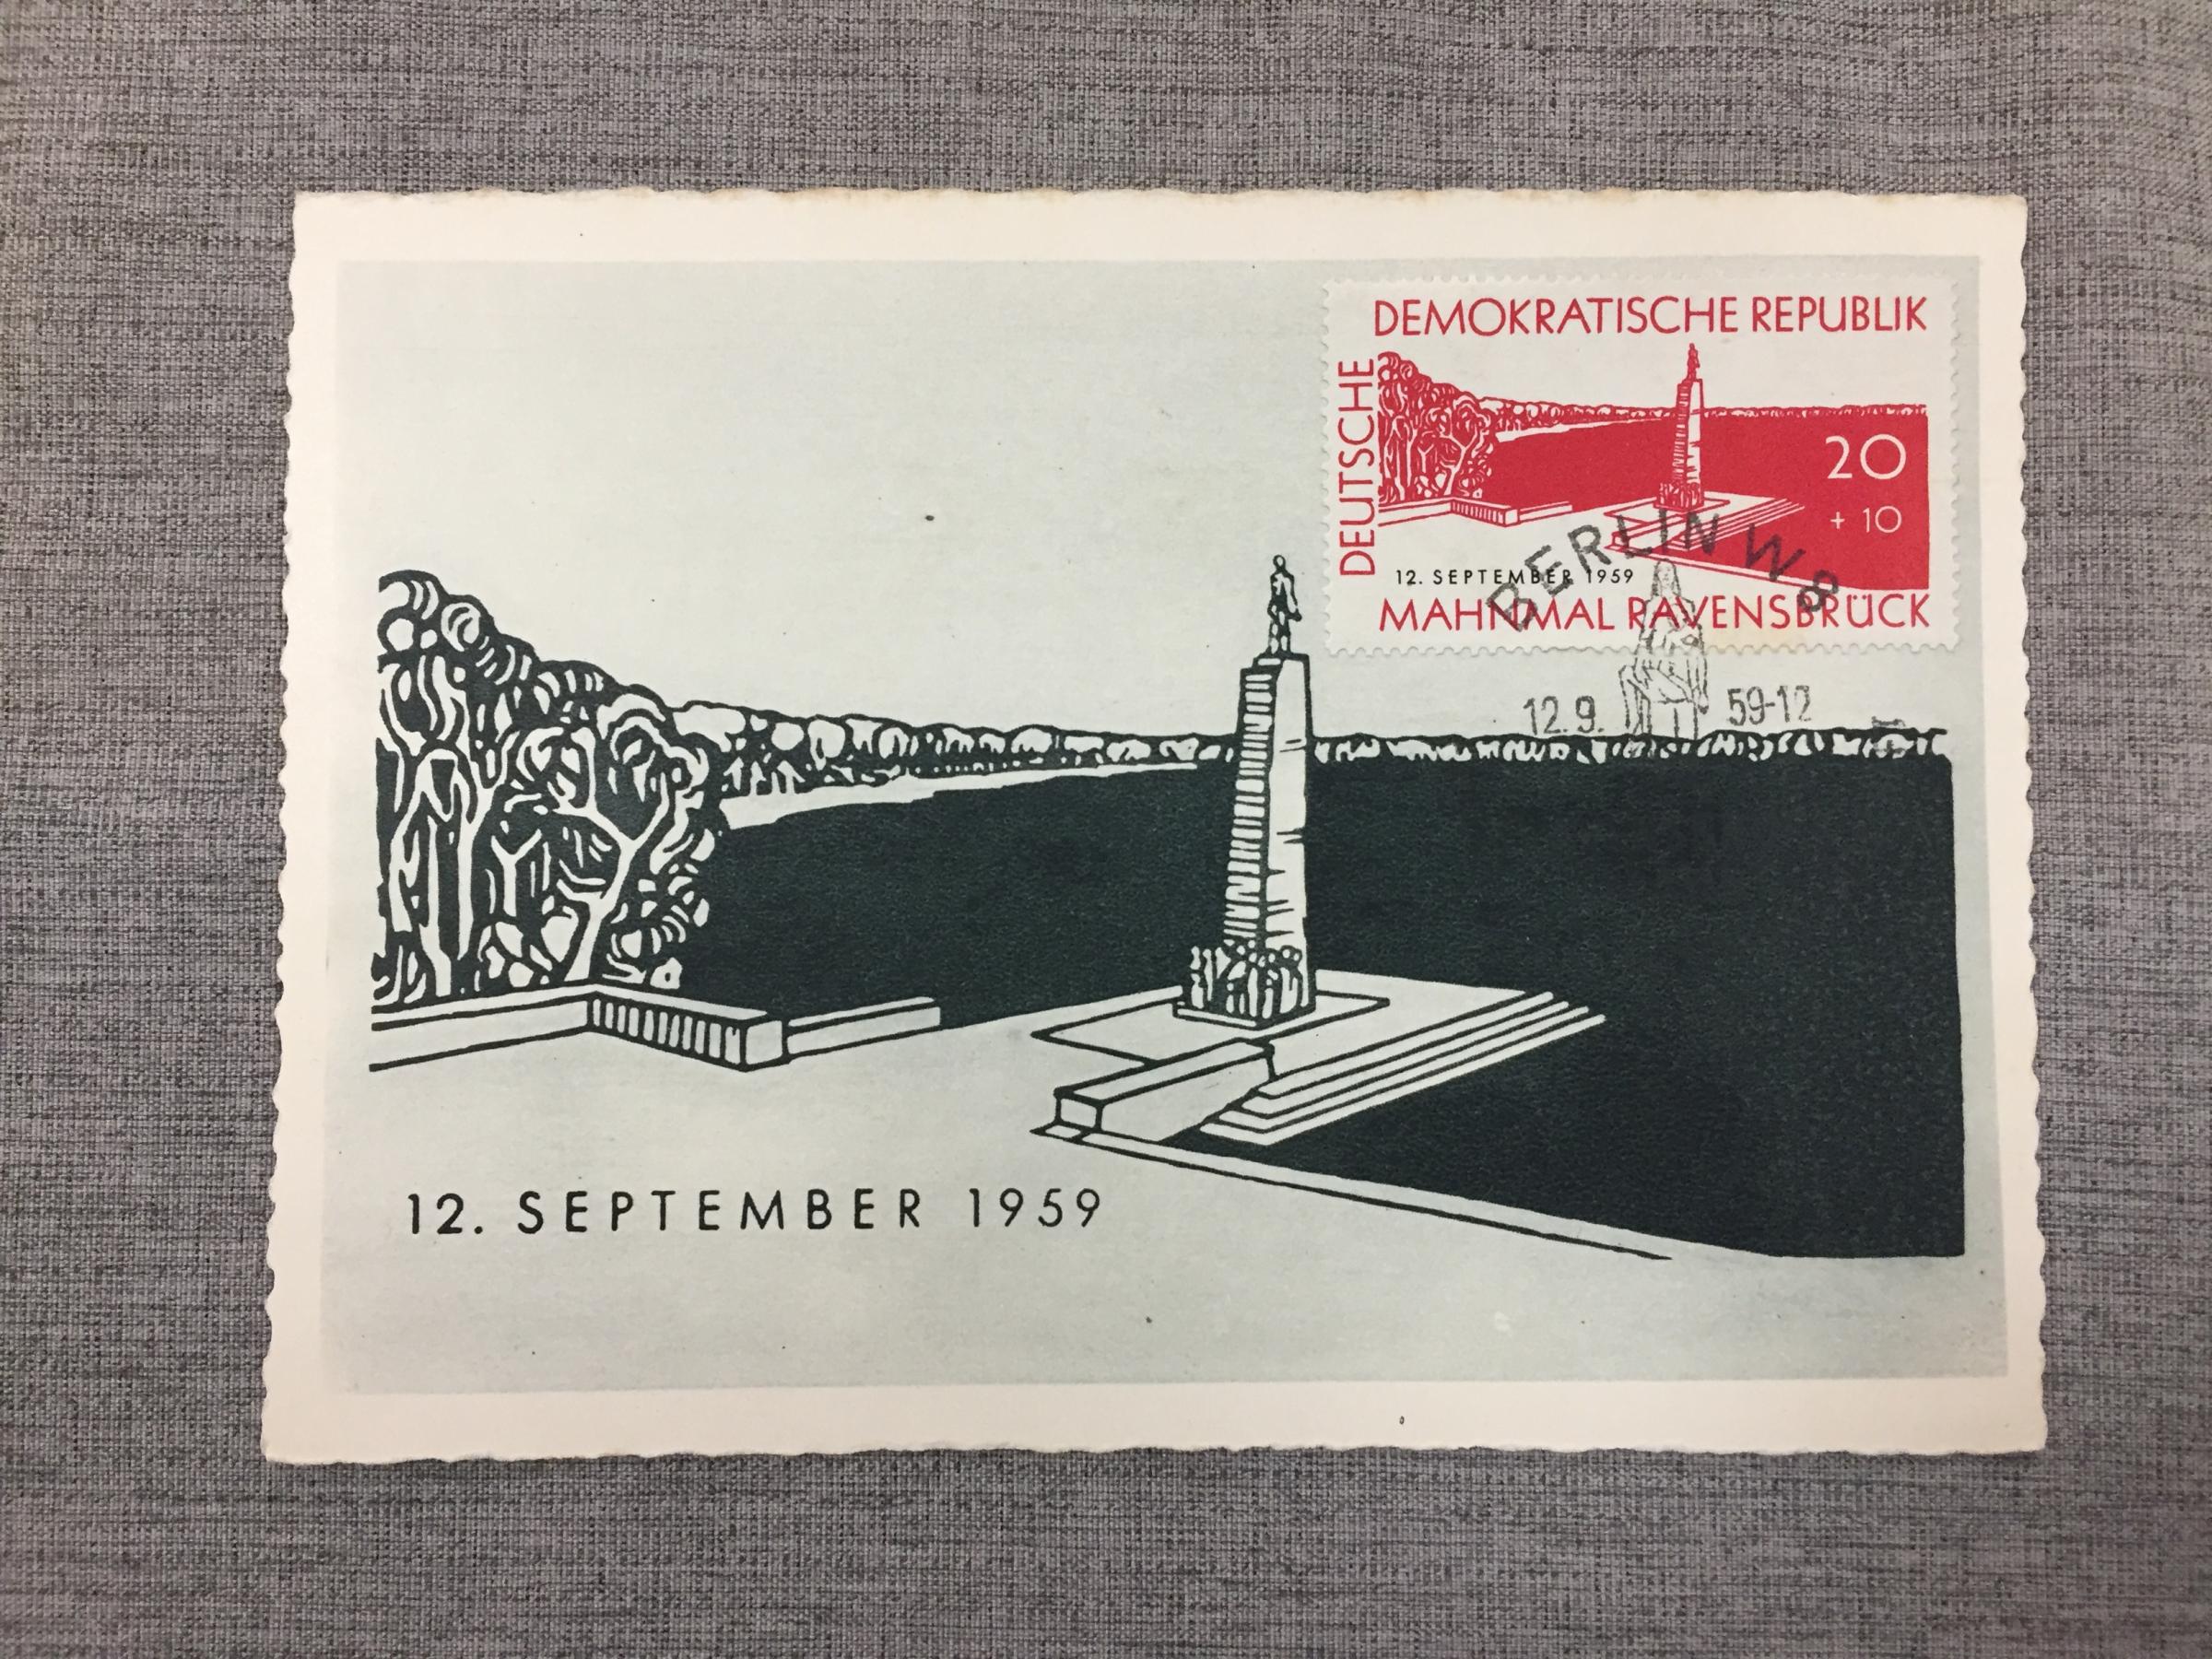 DEMOKRATISCHE REPUBLIK
DEUTSCHE
20
+ 10
12. SEPTEMBER 1959
MAHNMAL RAVENSBRÜCK
BERLIN W8
12.9. 59-12
12. SEPTEMBER 1959